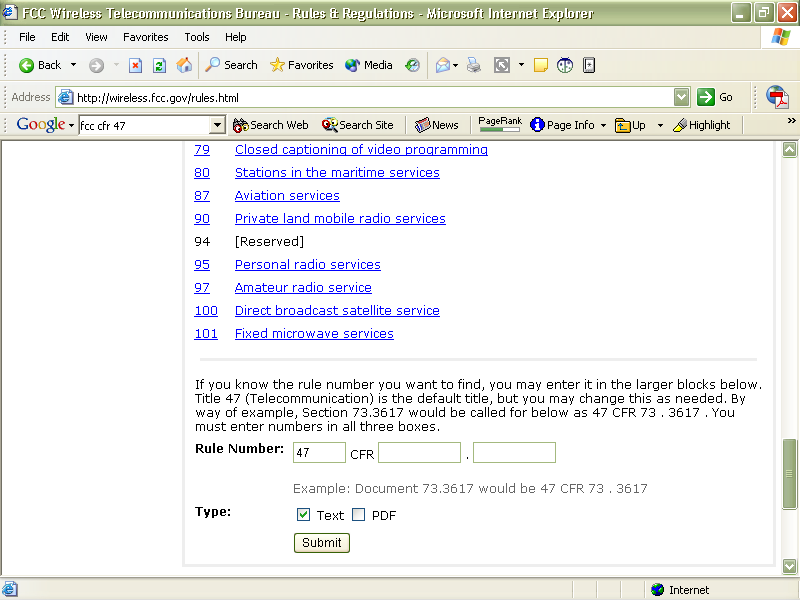 FCC Wireless Telecommunications Bureau - Rules & Regulations - Microsoft Internet Explorer
File Edit View Favorites Tools Help
Back Search Favorites Media
Address http://wireless.fcc.gov/rules.html Go
Google fcc cfr 47 Search Web Search Site News PageRank Page Info Up Highlight »
79 Closed captioning of video programming
80 Stations in the maritime services
87 Aviation services
90 Private land mobile radio services
94 [Reserved]
95 Personal radio services
97 Amateur radio service
100 Direct broadcast satellite service
101 Fixed microwave services
If you know the rule number you want to find, you may enter it in the larger blocks below.
Title 47 (Telecommunication) is the default title, but you may change this as needed. By
way of example, Section 73.3617 would be called for below as 47 CFR 73 . 3617 . You
must enter numbers in all three boxes.
Rule Number: 47 CFR .
Example: Document 73.3617 would be 47 CFR 73 . 3617
Type: Text PDF
Submit
Internet